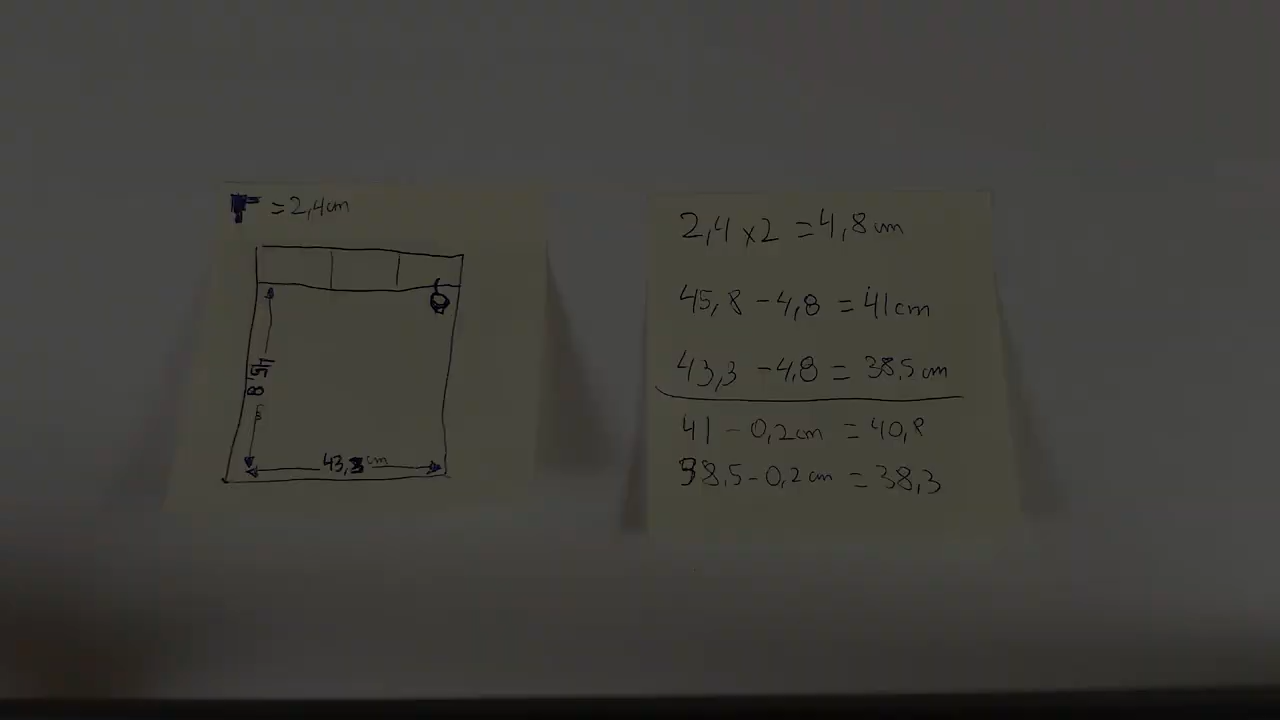 = 2,4 cm
45,8
43,3 cm
2,4 x 2 = 4,8 cm
45,8 - 4,8 = 41 cm
43,3 - 4,8 = 38,5 cm
41 - 0,2 cm = 40,8
38,5 - 0,2 cm = 38,3